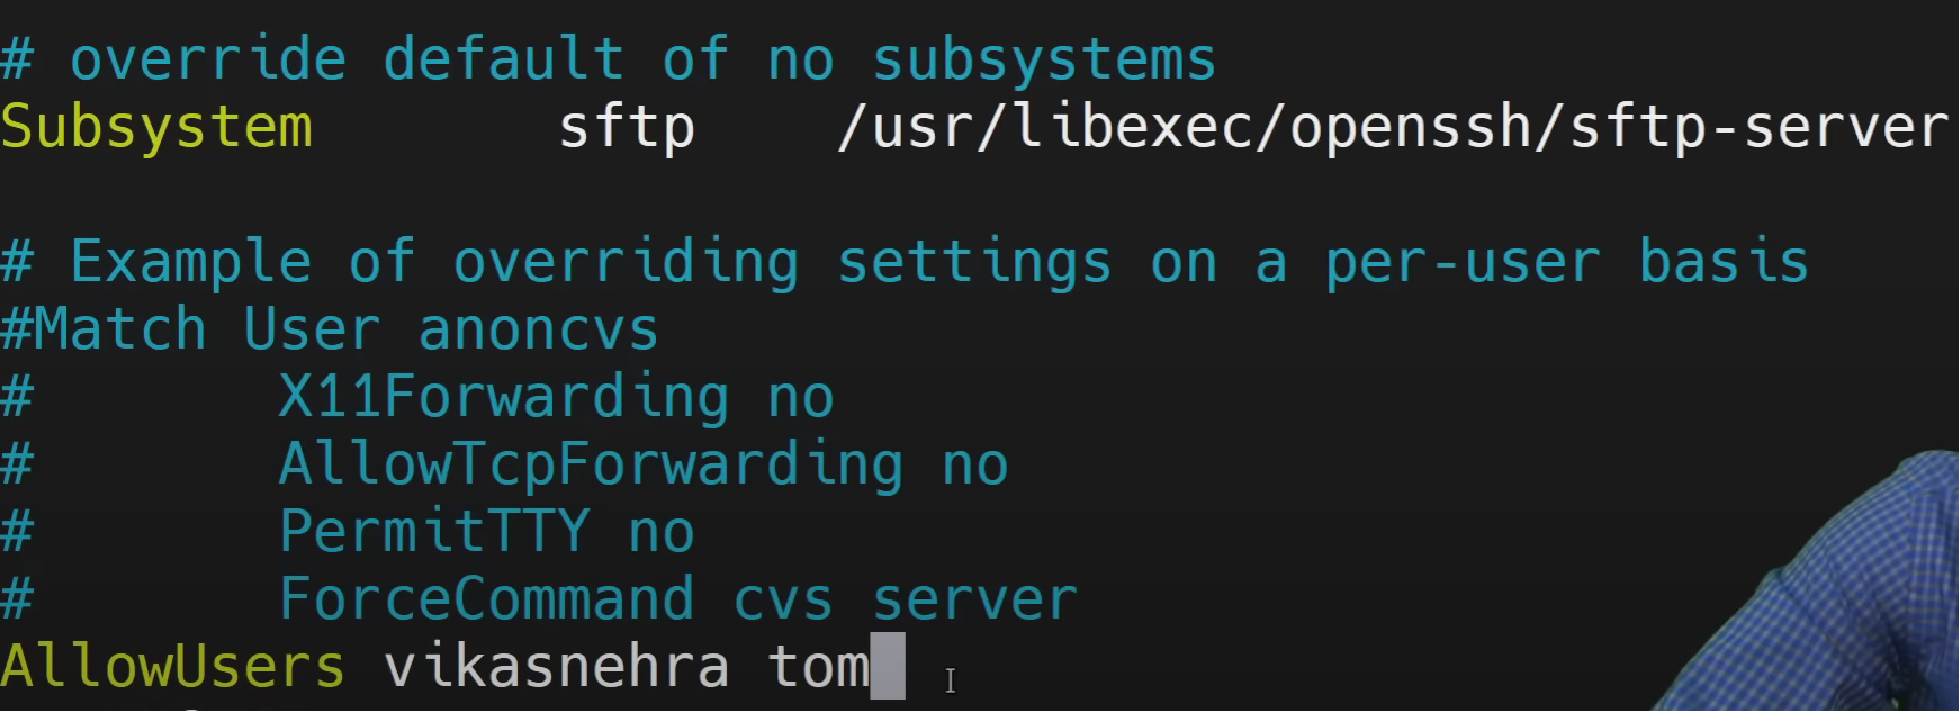 # override default of no subsystems
Subsystem       sftp    /usr/libexec/openssh/sftp-server
# Example of overriding settings on a per-user basis
#Match User anoncvs
#       X11Forwarding no
#       AllowTcpForwarding no
#       PermitTTY no
#       ForceCommand cvs server
AllowUsers vikasnehra tom